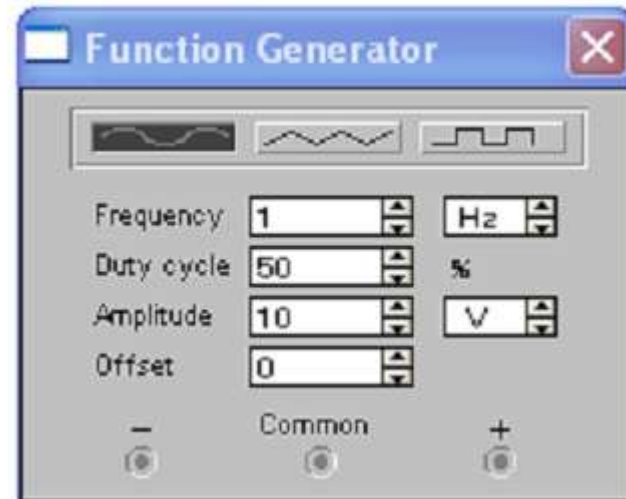 Function Generator
Frequency 1 Hz
Duty cycle 50 %
Amplitude 10 V
Offset 0
− Common +